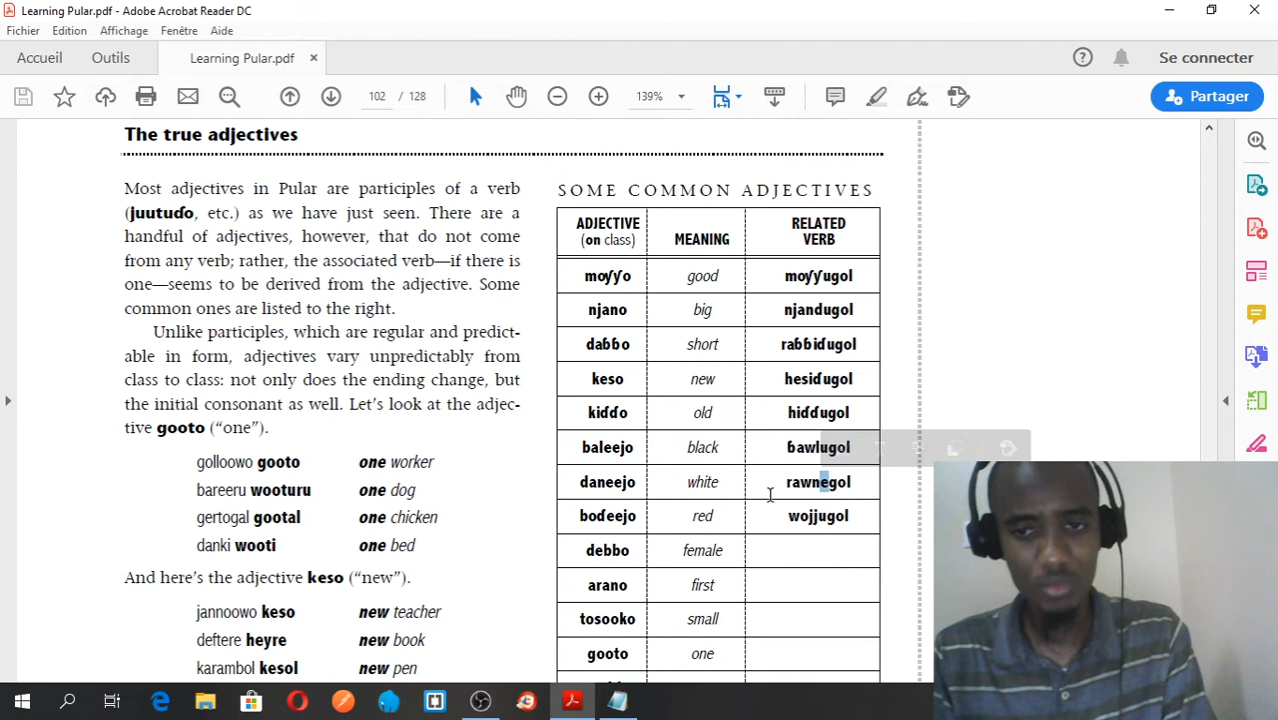 Learning Pular.pdf - Adobe Acrobat Reader DC
Fichier Edition Affichage Fenêtre Aide
Accueil Outils Learning Pular.pdf × Se connecter
102 / 128 139% Partager
The true adjectives
Most adjectives in Pular are participles of a verb
(juutuɗo, etc.) as we have just seen. There are a
handful of adjectives, however, that do not come
from any verb; rather, the associated verb—if there is
one—seems to be derived from the adjective. Some
common ones are listed to the right.
Unlike participles, which are regular and predict-
able in form, adjectives vary unpredictably from
class to class: not only does the ending change, but
the initial consonant as well. Let's look at the adjec-
tive gooto ("one").
golloowo gooto one worker
bareeru wooturu one dog
gertogal gootal one chicken
danki wooti one bed
And here's the adjective keso ("new").
jannoowo keso new teacher
deftere heyre new book
karambol kesol new pen
SOME COMMON ADJECTIVES
ADJECTIVE (on class) MEANING RELATED VERB
moƴƴo good moƴƴugol
njano big njandugol
daɓɓo short raɓɓiɗugol
keso new hesiɗugol
kiɗɗo old hiɗɗugol
baleejo black ɓawlugol
daneejo white rawnegol
boɗeejo red wojjugol
debbo female
arano first
tosooko small
gooto one